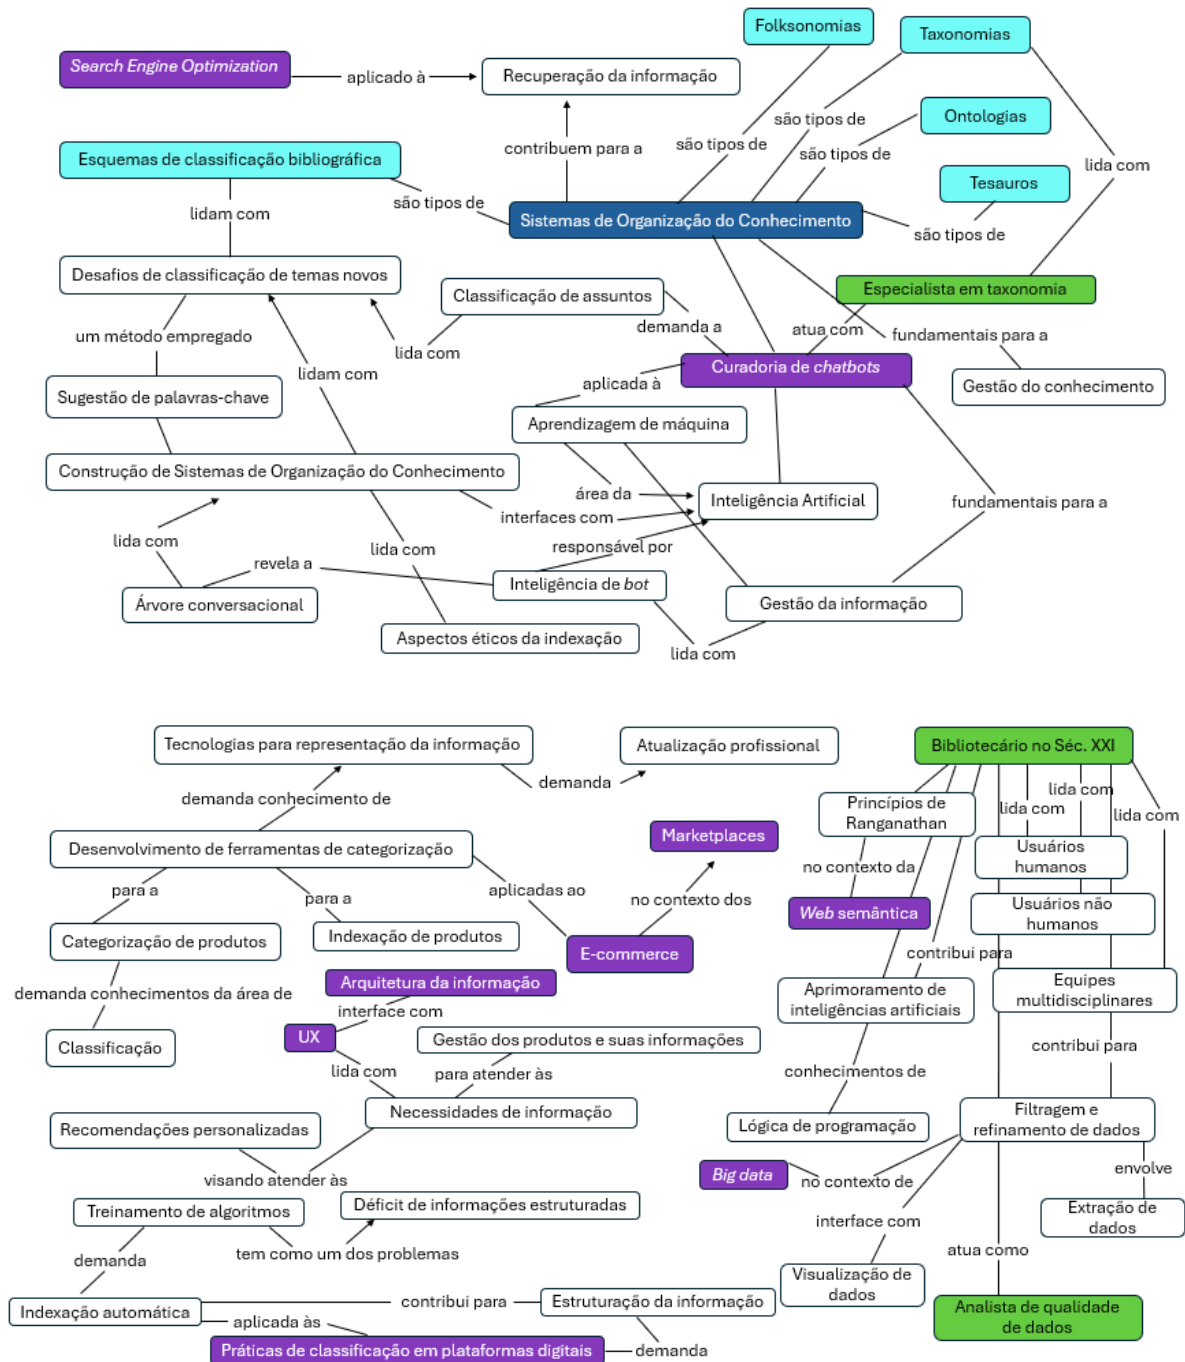 Folksonomias
Taxonomias
Search Engine Optimization
aplicado à
Recuperação da informação
são tipos de
Ontologias
contribuem para a
são tipos de
são tipos de
lida com
Esquemas de classificação bibliográfica
são tipos de
Tesauros
lidam com
Sistemas de Organização do Conhecimento
são tipos de
Desafios de classificação de temas novos
Classificação de assuntos
Especialista em taxonomia
um método empregado
lida com
demanda a
atua com
fundamentais para a
lidam com
Curadoria de chatbots
Gestão do conhecimento
Sugestão de palavras-chave
aplicada à
Aprendizagem de máquina
Construção de Sistemas de Organização do Conhecimento
área da
Inteligência Artificial
fundamentais para a
interfaces com
lida com
lida com
responsável por
revela a
Inteligência de bot
Árvore conversacional
Gestão da informação
Aspectos éticos da indexação
lida com
Tecnologias para representação da informação
Atualização profissional
Bibliotecário no Séc. XXI
demanda
demanda conhecimento de
Princípios de
Ranganathan
lida com
lida com
lida com
Marketplaces
Desenvolvimento de ferramentas de categorização
Usuários
humanos
no contexto da
para a
para a
aplicadas ao
no contexto dos
Web semântica
Usuários não
humanos
Categorização de produtos
Indexação de produtos
E-commerce
contribui para
Arquitetura da informação
Aprimoramento de
inteligências artificiais
Equipes
multidisciplinares
demanda conhecimentos da área de
interface com
Classificação
UX
Gestão dos produtos e suas informações
contribui para
lida com
para atender às
conhecimentos de
Necessidades de informação
Filtragem e
refinamento de dados
Recomendações personalizadas
Lógica de programação
visando atender às
Big data
no contexto de
envolve
Treinamento de algoritmos
Déficit de informações estruturadas
interface com
Extração de
dados
demanda
tem como um dos problemas
atua como
Visualização de
dados
Indexação automática
contribui para
Estruturação da informação
Analista de qualidade
de dados
aplicada às
Práticas de classificação em plataformas digitais
demanda